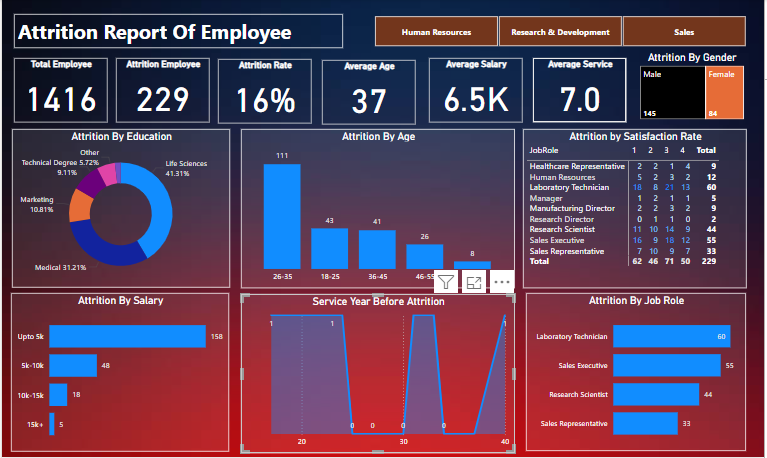 Attrition Report Of Employee
Human Resources
Research & Development
Sales
Total Employee
1416
Attrition Employee
229
Attrition Rate
16%
Average Age
37
Average Salary
6.5K
Average Service
7.0
Attrition By Gender
Male
Female
145
84
Attrition By Education
Other
5.72%
Technical Degree
9.11%
Life Sciences
41.31%
Marketing
10.81%
Medical 31.21%
Attrition By Age
111
43
41
26
8
26-35
18-25
36-45
46-55
Attrition by Satisfaction Rate
JobRole 1 2 3 4 Total
Healthcare Representative 2 2 1 4 9
Human Resources 5 2 3 2 12
Laboratory Technician 18 8 21 13 60
Manager 1 2 1 1 5
Manufacturing Director 2 2 3 2 9
Research Director 0 1 1 0 2
Research Scientist 11 10 14 9 44
Sales Executive 16 9 18 12 55
Sales Representative 7 10 9 7 33
Total 62 46 71 50 229
Attrition By Salary
Upto 5k 158
5k-10k 48
10k-15k 18
15k+ 5
Service Year Before Attrition
1 1 1
0 0 0 0
20 30 40
Attrition By Job Role
Laboratory Technician 60
Sales Executive 55
Research Scientist 44
Sales Representative 33